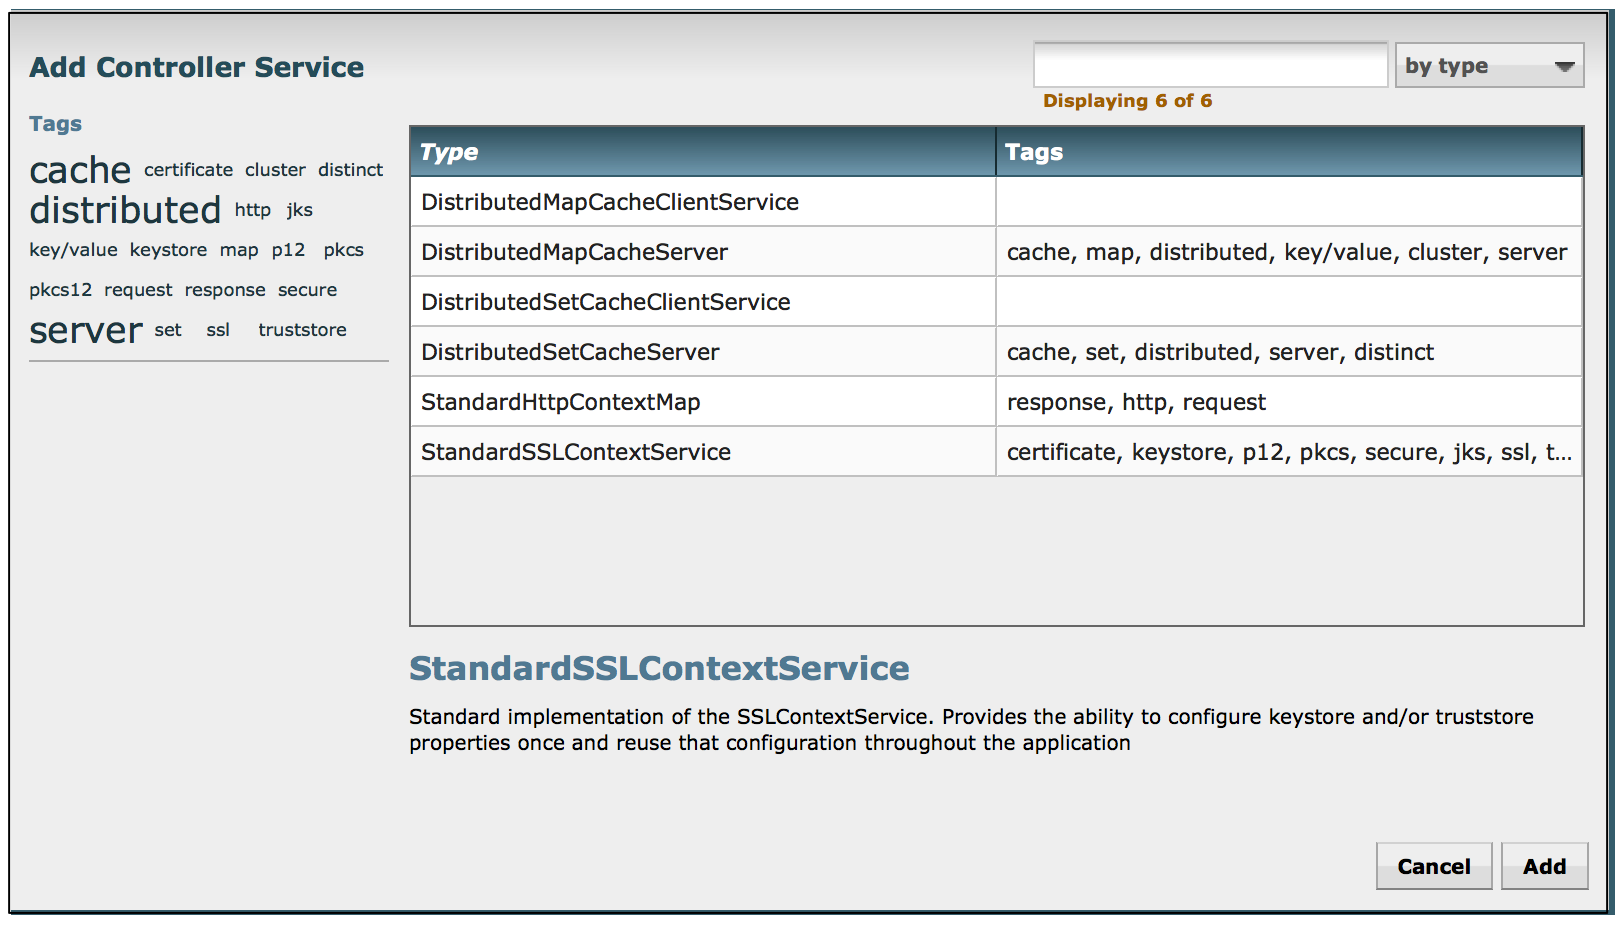 Add Controller Service
by type
Displaying 6 of 6
Tags
cache certificate cluster distinct
distributed http jks
key/value keystore map p12 pkcs
pkcs12 request response secure
server set ssl truststore
Type Tags
DistributedMapCacheClientService
DistributedMapCacheServer cache, map, distributed, key/value, cluster, server
DistributedSetCacheClientService
DistributedSetCacheServer cache, set, distributed, server, distinct
StandardHttpContextMap response, http, request
StandardSSLContextService certificate, keystore, p12, pkcs, secure, jks, ssl, t...
StandardSSLContextService
Standard implementation of the SSLContextService. Provides the ability to configure keystore and/or truststore
properties once and reuse that configuration throughout the application
Cancel Add